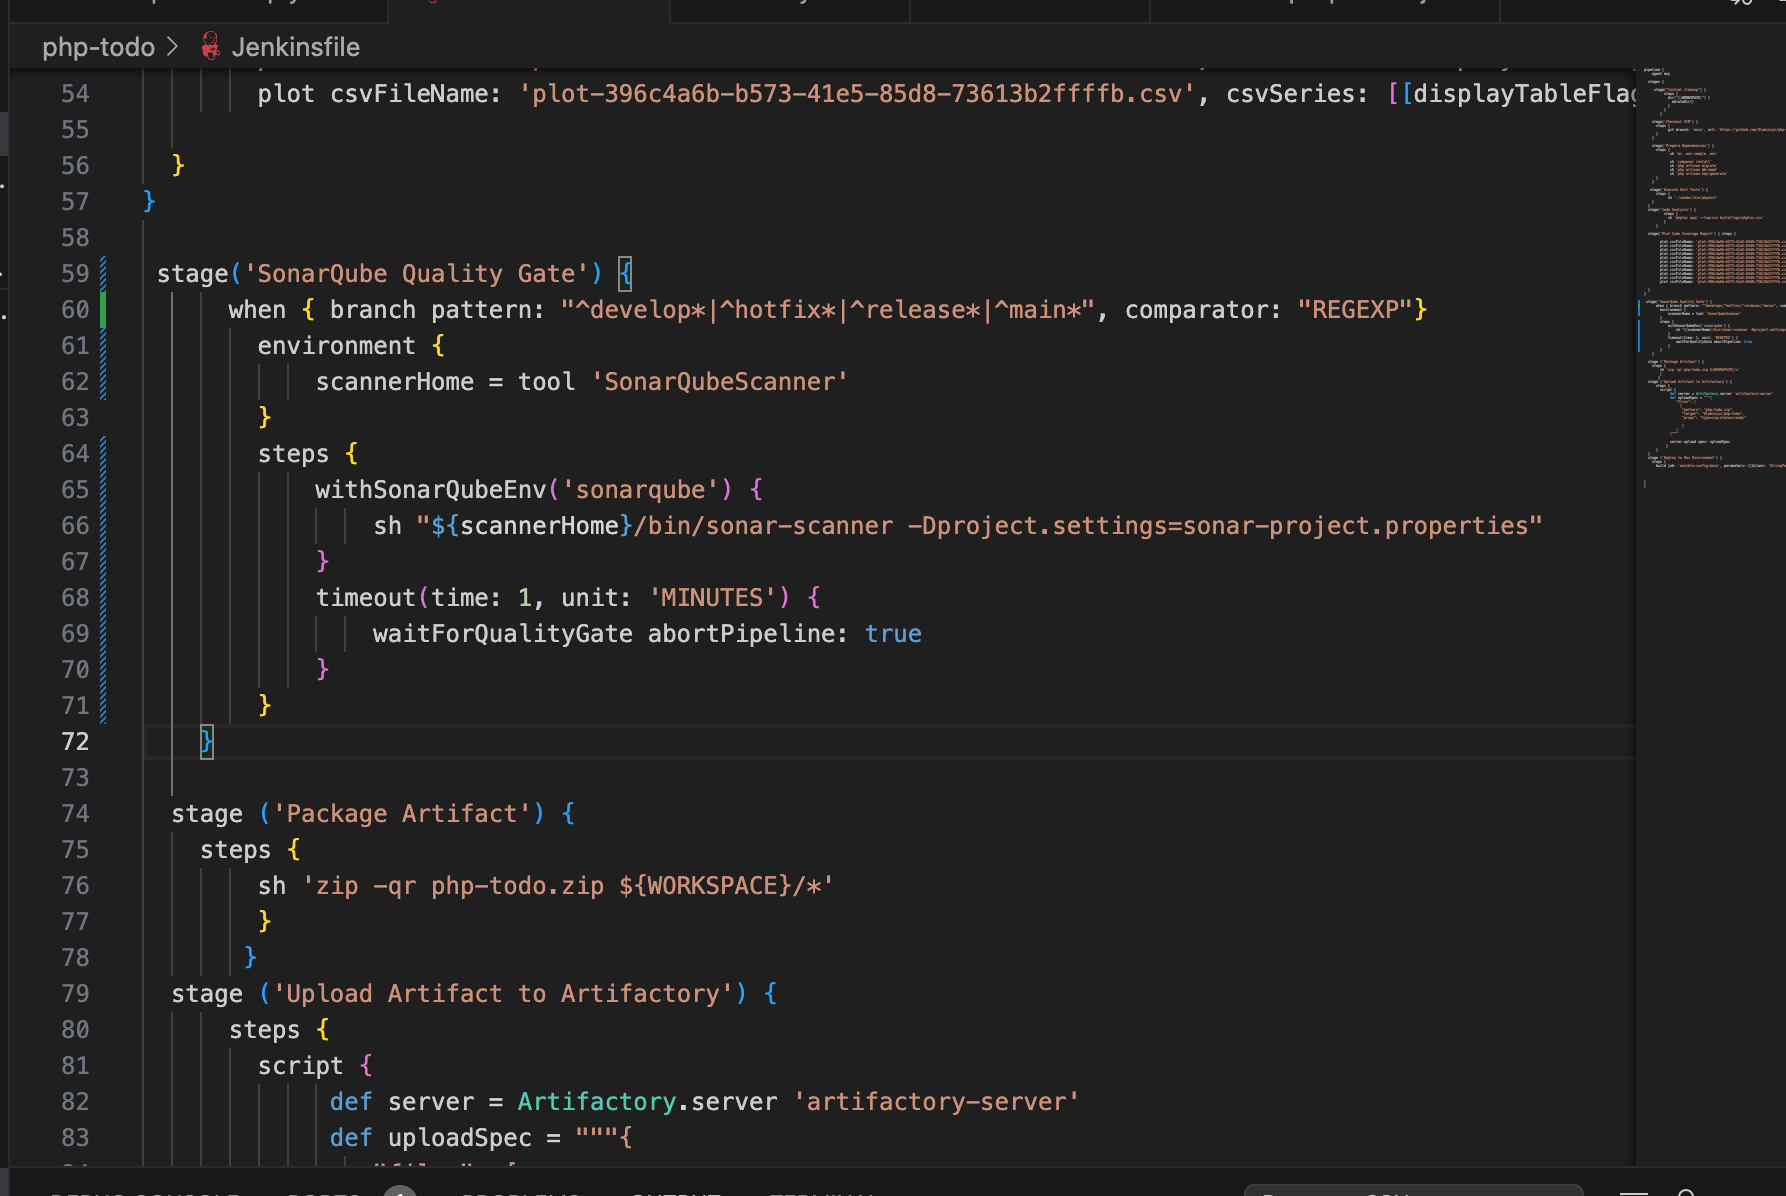 php-todo > Jenkinsfile
54 plot csvFileName: 'plot-396c4a6b-b573-41e5-85d8-73613b2ffffb.csv', csvSeries: [[displayTableFlag
55
56 }
57 }
58
59 stage('SonarQube Quality Gate') {
60 when { branch pattern: "^develop*|^hotfix*|^release*|^main*", comparator: "REGEXP"}
61 environment {
62 scannerHome = tool 'SonarQubeScanner'
63 }
64 steps {
65 withSonarQubeEnv('sonarqube') {
66 sh "${scannerHome}/bin/sonar-scanner -Dproject.settings=sonar-project.properties"
67 }
68 timeout(time: 1, unit: 'MINUTES') {
69 waitForQualityGate abortPipeline: true
70 }
71 }
72 }
73
74 stage ('Package Artifact') {
75 steps {
76 sh 'zip -qr php-todo.zip ${WORKSPACE}/*'
77 }
78 }
79 stage ('Upload Artifact to Artifactory') {
80 steps {
81 script {
82 def server = Artifactory.server 'artifactory-server'
83 def uploadSpec = """{